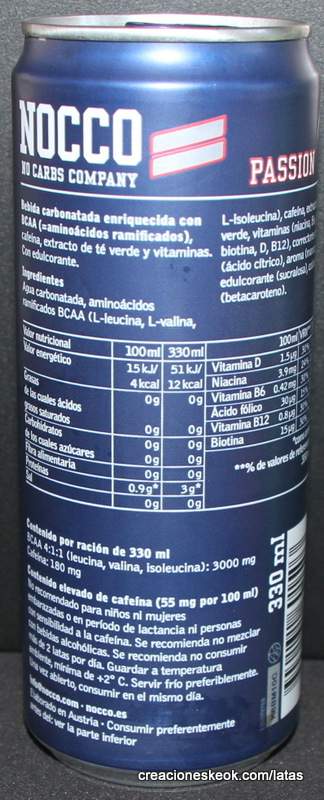 NOCCO
NO CARBS COMPANY
PASSION
Bebida carbonatada enriquecida con
BCAA (=aminoácidos ramificados),
cafeína, extracto de té verde y vitaminas.
Con edulcorante.
Ingredientes
Agua carbonatada, aminoácidos
ramificados BCAA (L-leucina, L-valina,
L-isoleucina), cafeína,
verde, vitaminas (niacina,
biotina, D, B12),
(ácido cítrico), aroma
edulcorante (sucralosa),
(betacaroteno).
Valor nutricional 100ml 330ml
Valor energético 15 kJ/ 51 kJ/
4 kcal 12 kcal
Grasas 0g 0g
de las cuales ácidos
grasos saturados 0g 0g
Carbohidratos 0g 0g
de los cuales azúcares 0g 0g
Fibra alimentaria 0g 0g
Proteínas 0.9g* 3g*
Sal 0g 0g
100ml
Vitamina D 1.5µg
Niacina 3.9mg
Vitamina B6 0.42mg
Ácido fólico 30µg
Vitamina B12 0.8µg
Biotina 15µg
**% de valores de
Contenido por ración de 330 ml
BCAA 4:1:1 (leucina, valina, isoleucina): 3000 mg
Cafeína: 180 mg
Contenido elevado de cafeína (55 mg por 100 ml)
No recomendado para niños ni mujeres
embarazadas o en período de lactancia ni personas
con sensibilidad a la cafeína. Se recomienda no mezclar
con bebidas alcohólicas. Se recomienda no consumir
más de 2 latas por día. Guardar a temperatura
ambiente, mínima de +2° C. Servir frío preferiblemente.
Una vez abierto, consumir en el mismo día.
info@nocco.com · nocco.es
Elaborado en Austria · Consumir preferentemente
antes del: ver la parte inferior
330 ml
creacioneskeok.com/latas